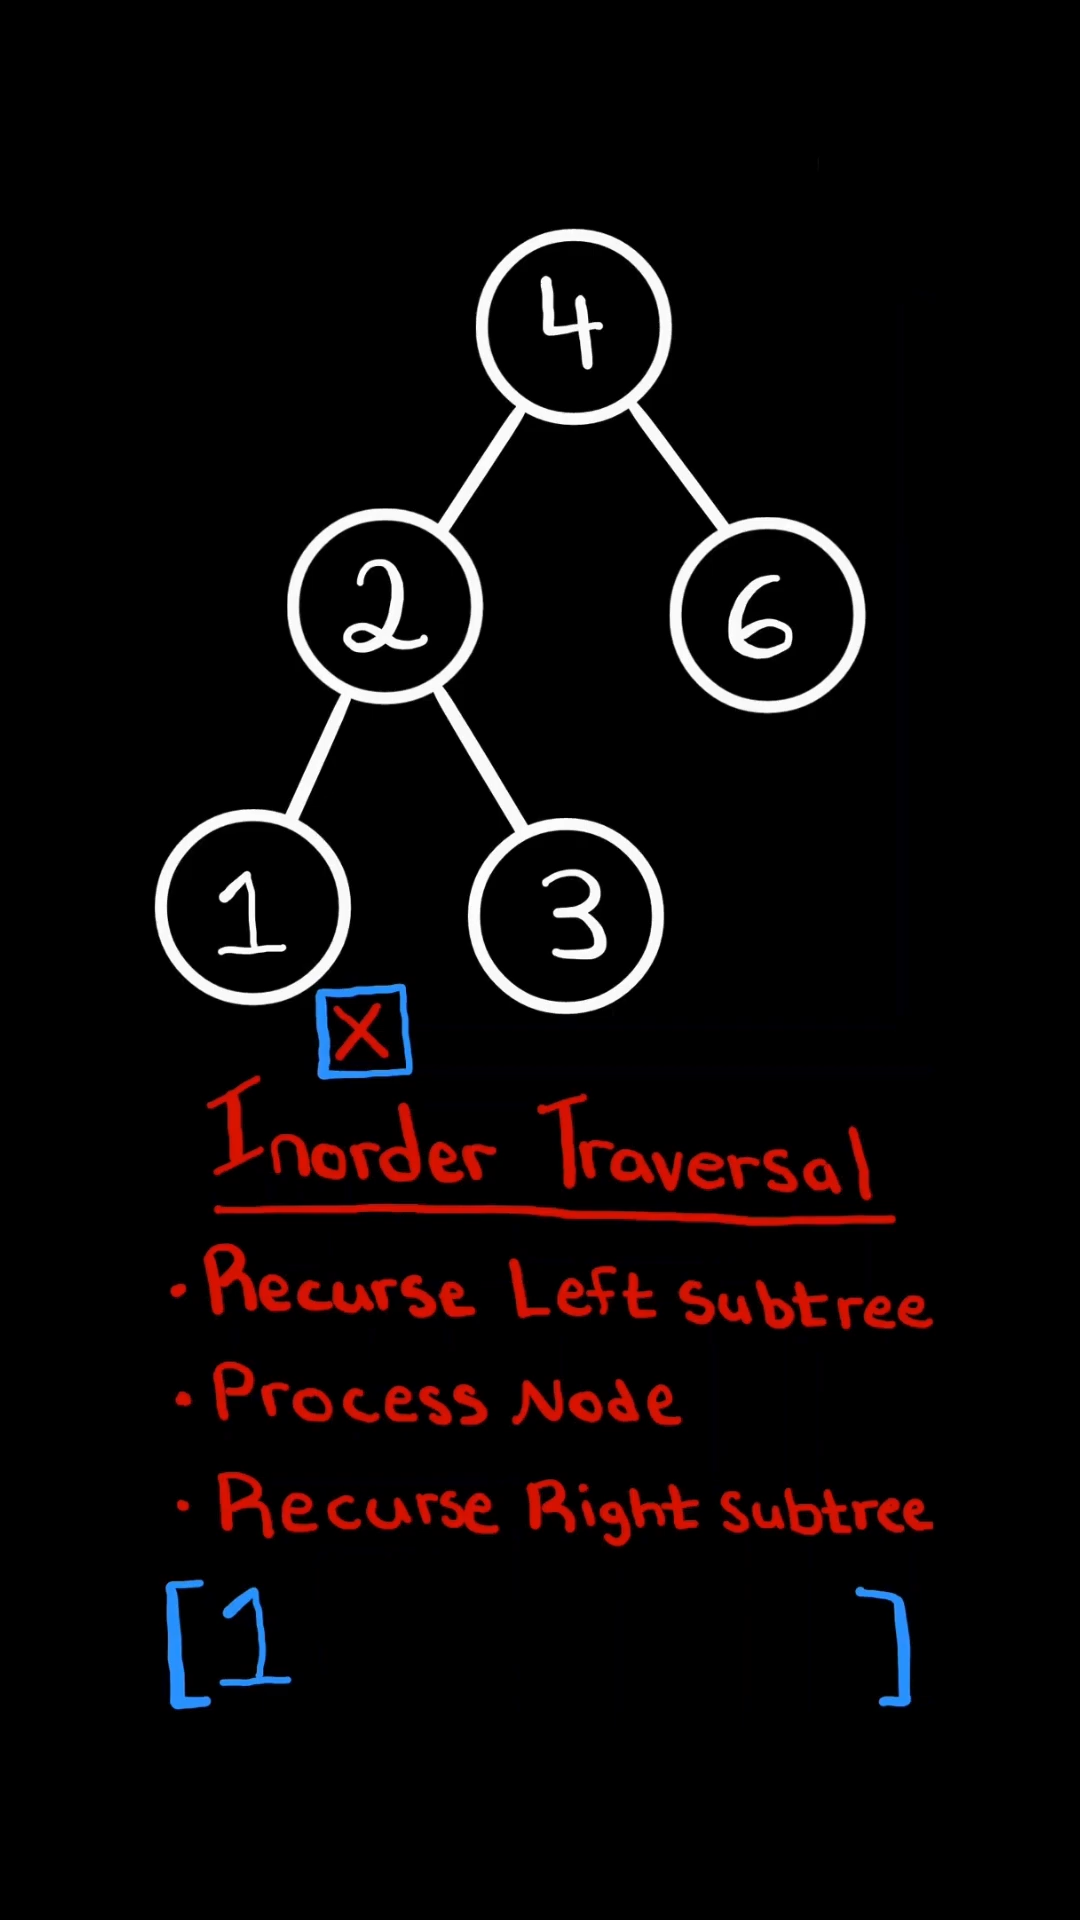 4
2
6
1
3
X
Inorder Traversal
• Recurse Left Subtree
• Process Node
• Recurse Right Subtree
[1 ]